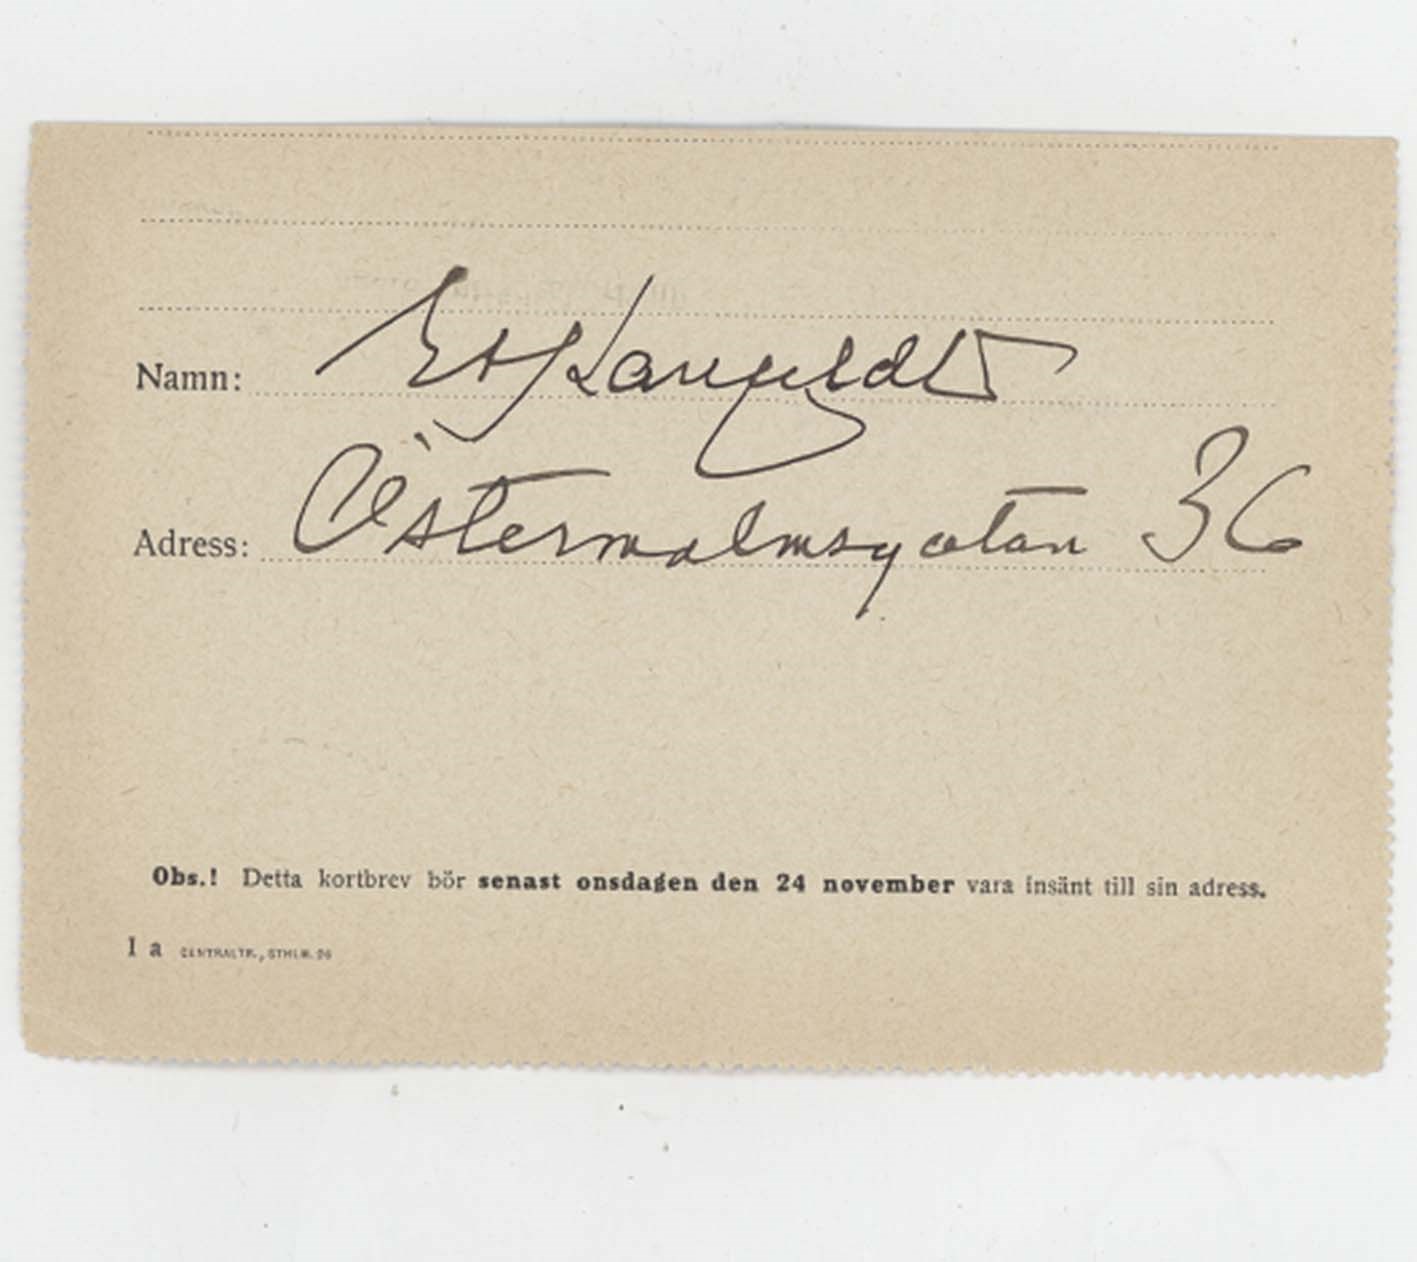 Namn: E A Karlfeldt
Adress: Östermalmsgatan 36
Obs.! Detta kortbrev bör senast onsdagen den 24 november vara insänt till sin adress.
I a CENTRALTR., STHLM. 26